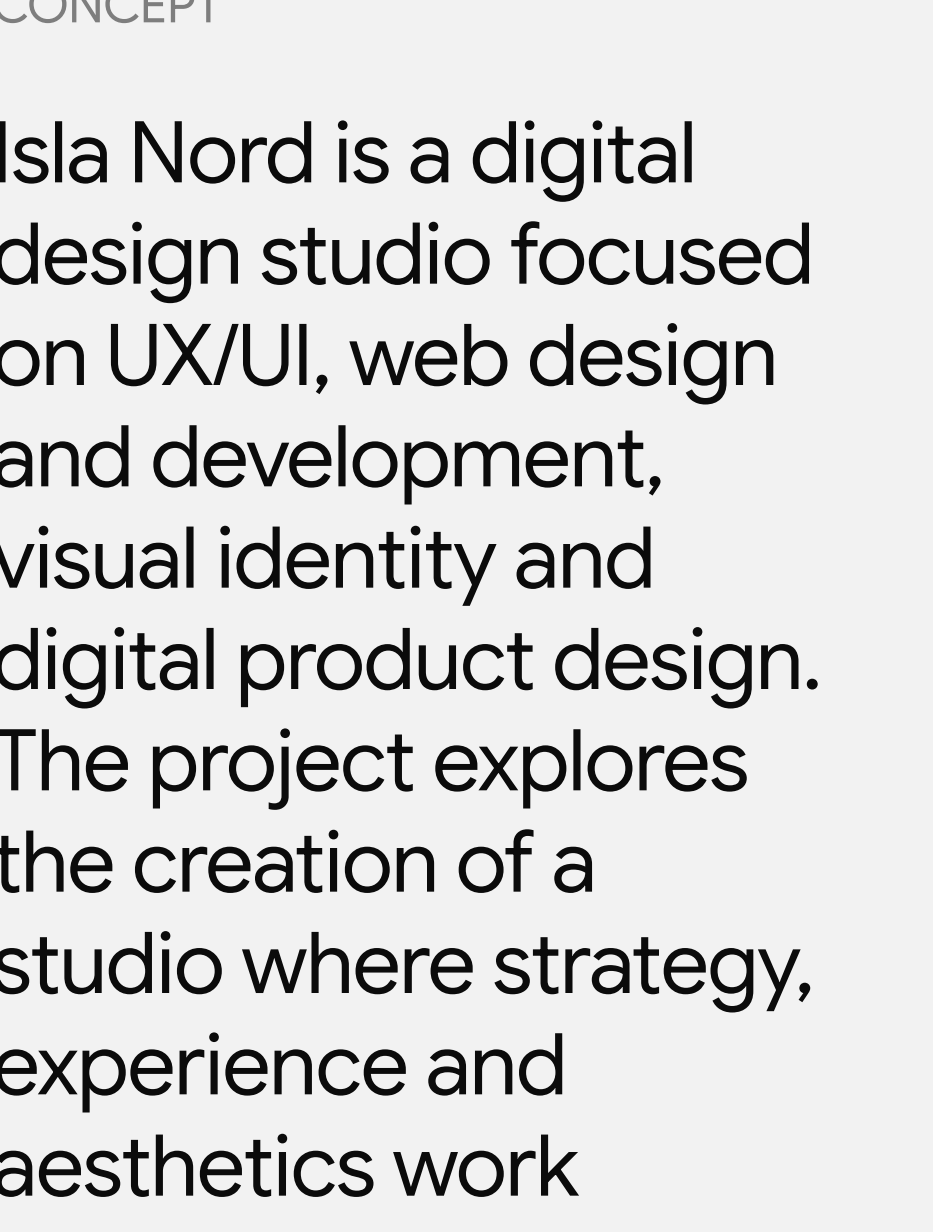 CONCEPT
Isla Nord is a digital
design studio focused
on UX/UI, web design
and development,
visual identity and
digital product design.
The project explores
the creation of a
studio where strategy,
experience and
aesthetics work